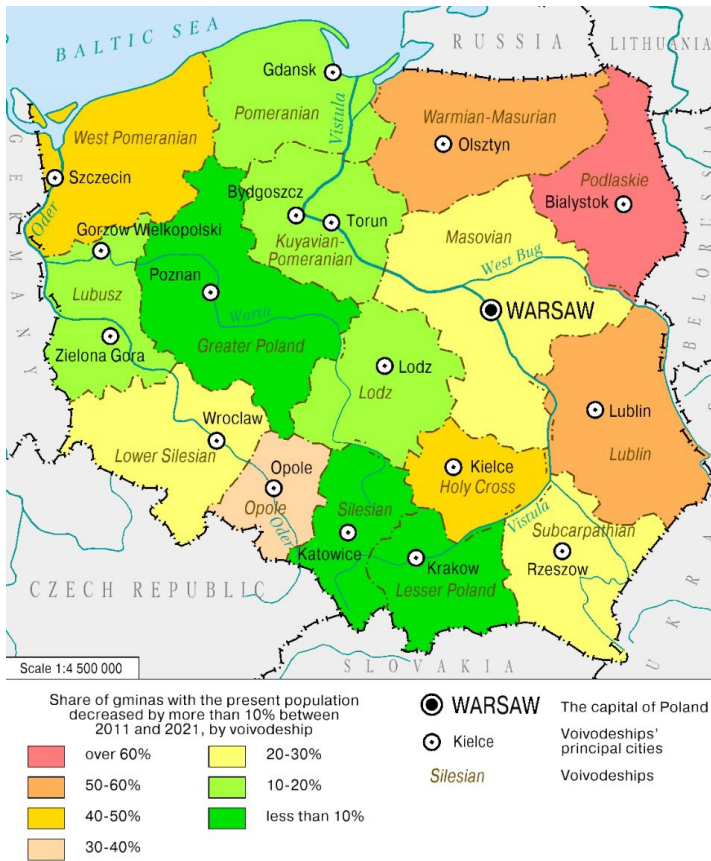 BALTIC SEA
RUSSIA
LITHUANIA
Gdansk
Pomeranian
Vistula
Warmian-Masurian
Olsztyn
West Pomeranian
Szczecin
Oder
GERMANY
Podlaskie
Bialystok
BELORUSSIA
Bydgoszcz
Torun
Kuyavian-
Pomeranian
Masovian
West Bug
Gorzow Wielkopolski
Lubusz
Poznan
Warta
WARSAW
Zielona Gora
Greater Poland
Lodz
Lodz
Lublin
Lublin
Wroclaw
Lower Silesian
Opole
Opole
Oder
Silesian
Katowice
Kielce
Holy Cross
Vistula
Krakow
Lesser Poland
Subcarpathian
Rzeszow
CZECH REPUBLIC
SLOVAKIA
Scale 1:4 500 000
Share of gminas with the present population
decreased by more than 10% between
2011 and 2021, by voivodeship
over 60%
50-60%
40-50%
30-40%
20-30%
10-20%
less than 10%
WARSAW
The capital of Poland
Kielce
Voivodeships'
principal cities
Silesian
Voivodeships